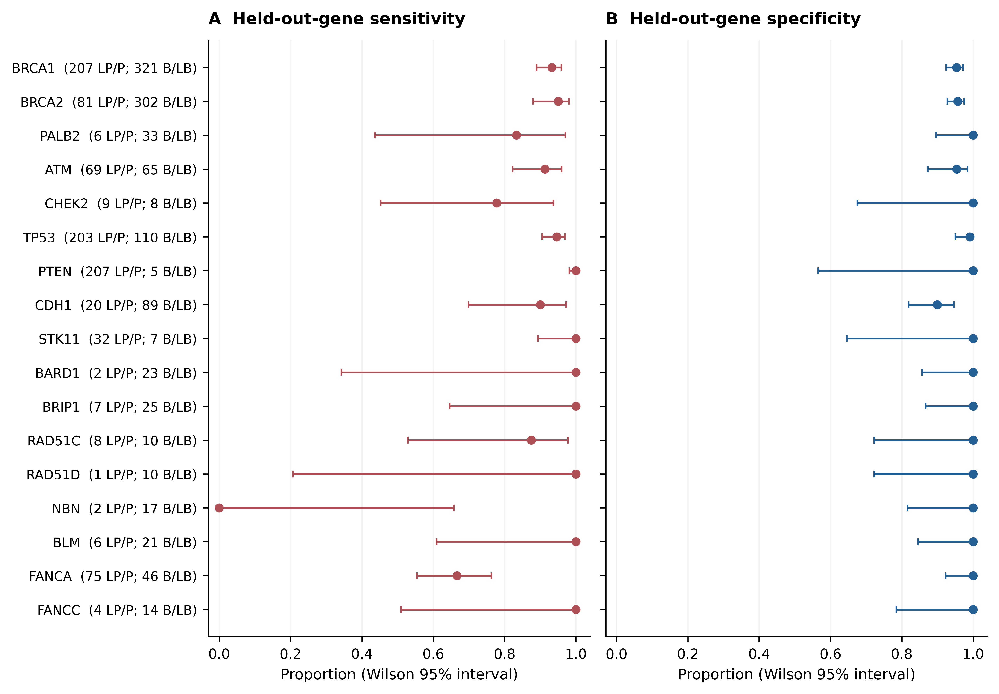 A  Held-out-gene sensitivity
B  Held-out-gene specificity
BRCA1  (207 LP/P; 321 B/LB)
BRCA2  (81 LP/P; 302 B/LB)
PALB2  (6 LP/P; 33 B/LB)
ATM  (69 LP/P; 65 B/LB)
CHEK2  (9 LP/P; 8 B/LB)
TP53  (203 LP/P; 110 B/LB)
PTEN  (207 LP/P; 5 B/LB)
CDH1  (20 LP/P; 89 B/LB)
STK11  (32 LP/P; 7 B/LB)
BARD1  (2 LP/P; 23 B/LB)
BRIP1  (7 LP/P; 25 B/LB)
RAD51C  (8 LP/P; 10 B/LB)
RAD51D  (1 LP/P; 10 B/LB)
NBN  (2 LP/P; 17 B/LB)
BLM  (6 LP/P; 21 B/LB)
FANCA  (75 LP/P; 46 B/LB)
FANCC  (4 LP/P; 14 B/LB)
0.0 0.2 0.4 0.6 0.8 1.0
0.0 0.2 0.4 0.6 0.8 1.0
Proportion (Wilson 95% interval)
Proportion (Wilson 95% interval)